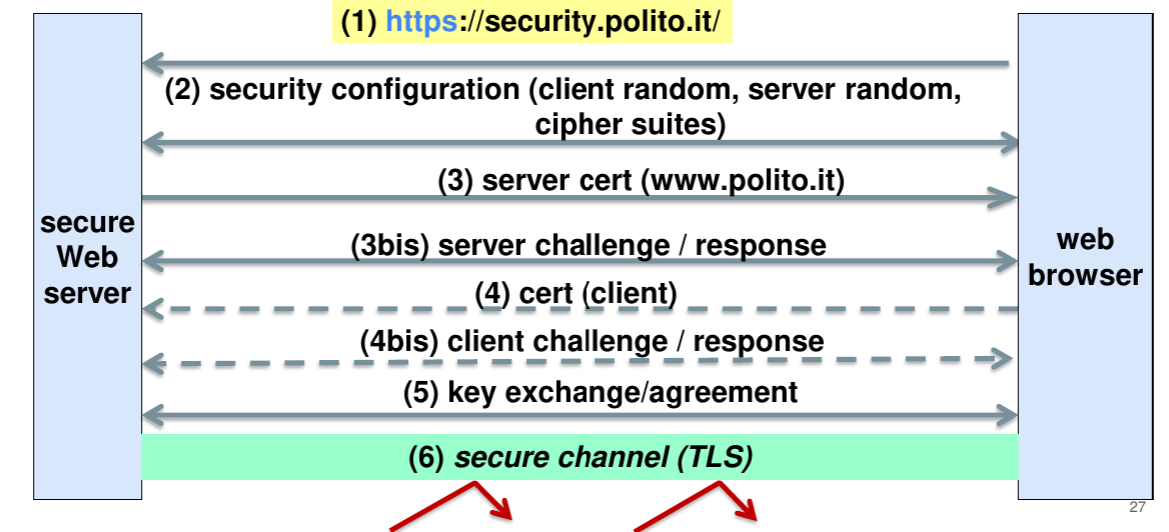 (1) https://security.polito.it/
(2) security configuration (client random, server random,
cipher suites)
(3) server cert (www.polito.it)
secure
Web
server
(3bis) server challenge / response
web
browser
(4) cert (client)
(4bis) client challenge / response
(5) key exchange/agreement
(6) secure channel (TLS)
27